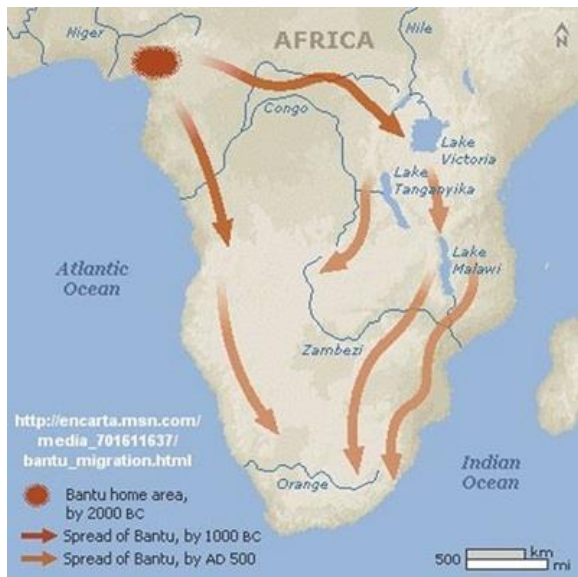 Niger
AFRICA
Nile
N
Congo
Lake
Victoria
Lake
Tanganyika
Atlantic
Ocean
Lake
Malawi
Zambezi
http://encarta.msn.com/
media_701611637/
bantu_migration.html
Indian
Ocean
Orange
Bantu home area,
by 2000 BC
Spread of Bantu, by 1000 BC
Spread of Bantu, by AD 500
500 km
mi